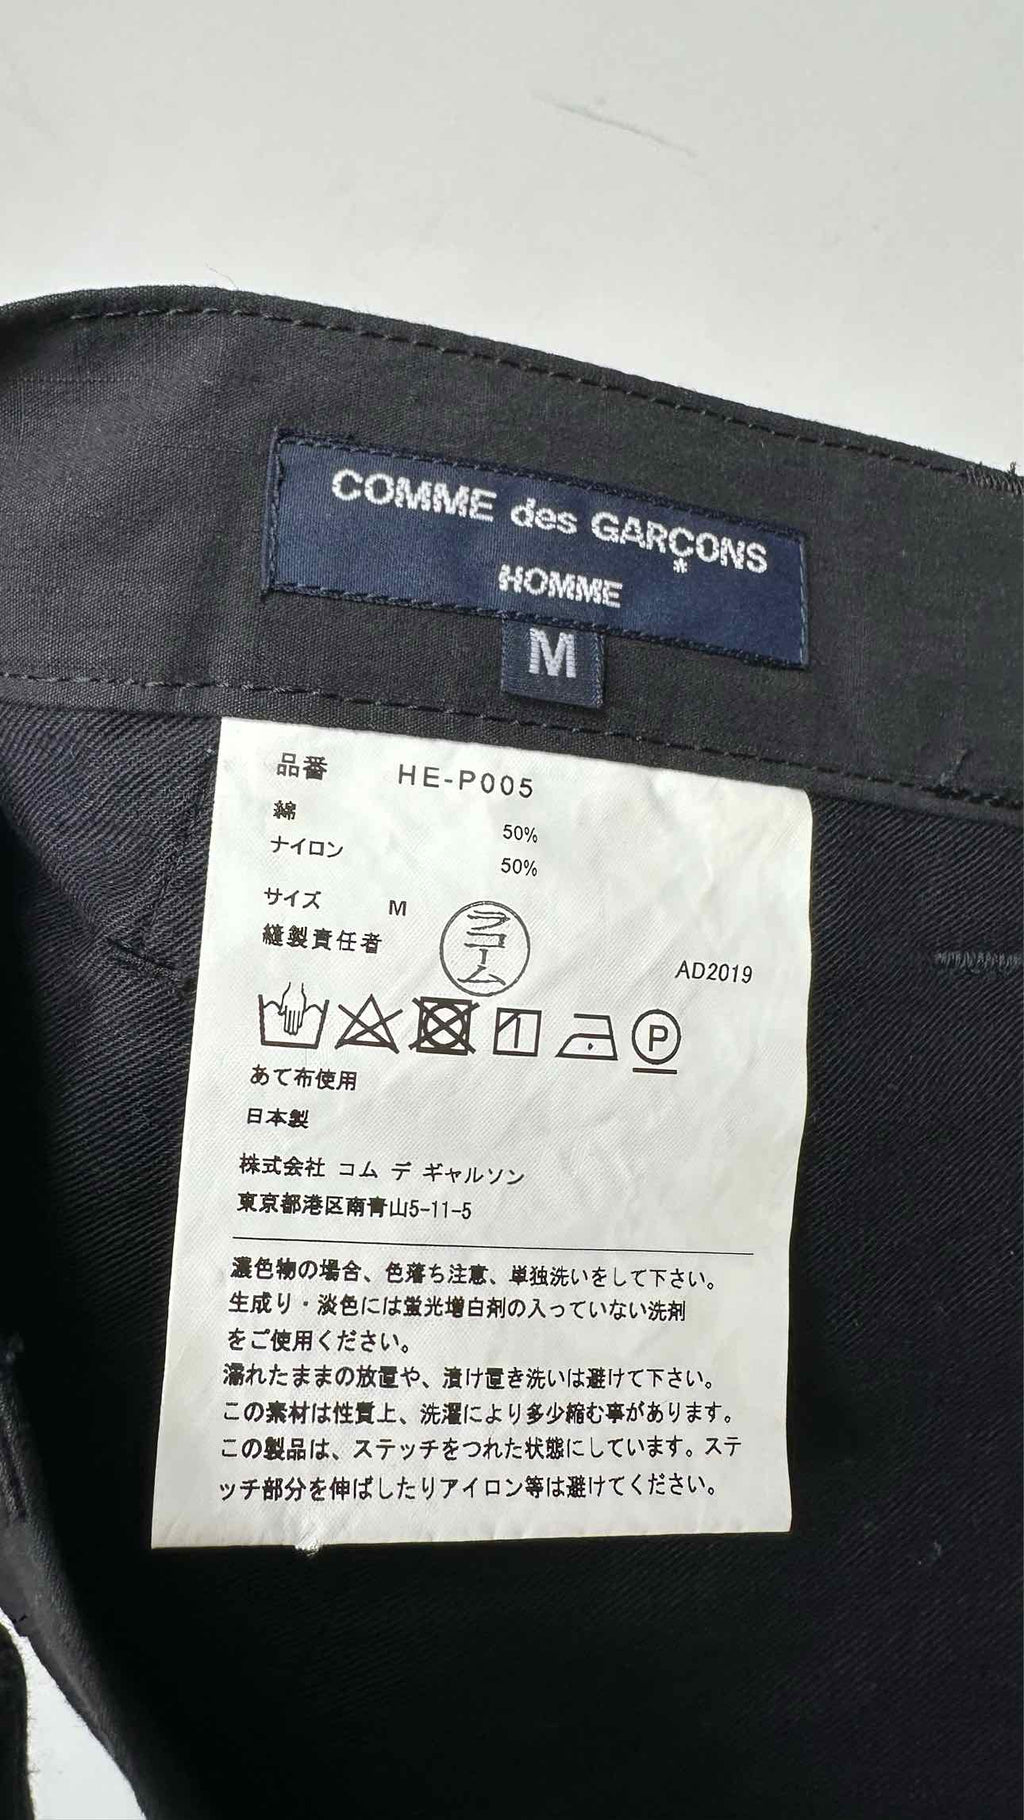 COMME des GARÇONS
*
HOMME
M
品番 HE-P005
綿 50%
ナイロン 50%
サイズ M
縫製責任者 ラコーム AD2019
P
あて布使用
日本製
株式会社 コム デ ギャルソン
東京都港区南青山5-11-5
濃色物の場合、色落ち注意、単独洗いをして下さい。
生成り・淡色には蛍光増白剤の入っていない洗剤
をご使用ください。
濡れたままの放置や、漬け置き洗いは避けて下さい。
この素材は性質上、洗濯により多少縮む事があります。
この製品は、ステッチをつれた状態にしています。ステ
ッチ部分を伸ばしたりアイロン等は避けてください。